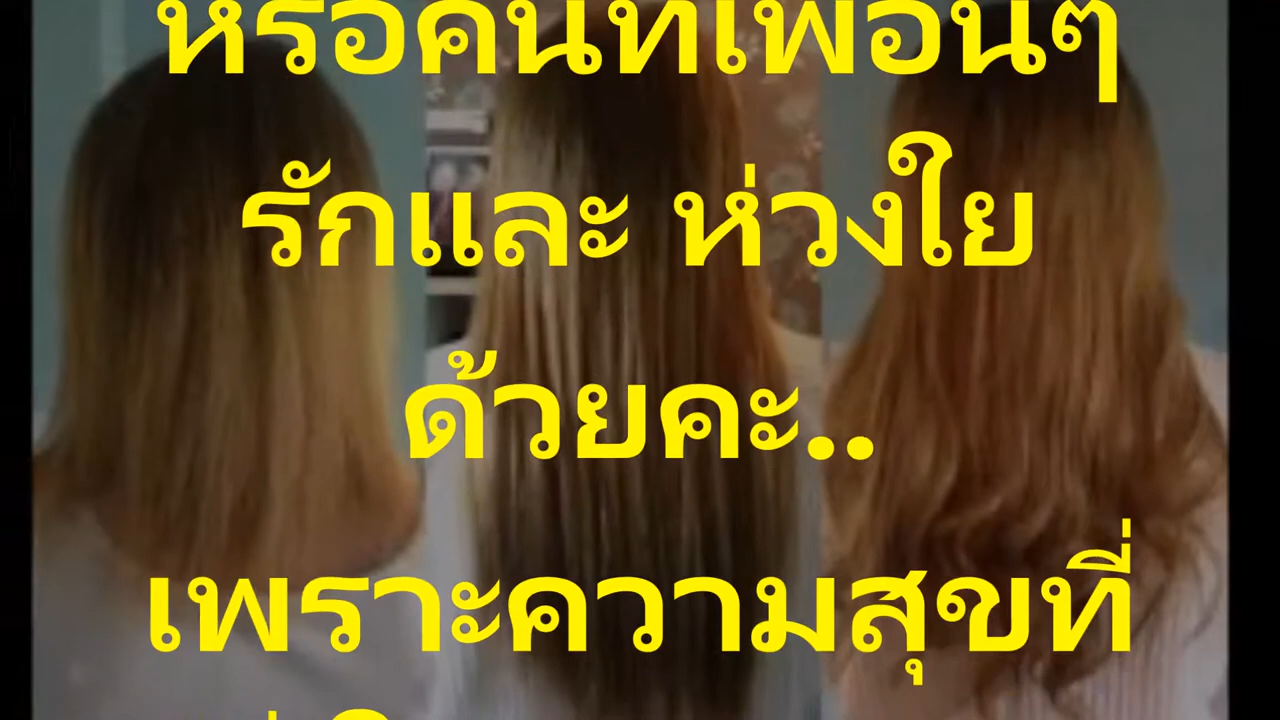 หรือคนที่เพื่อนๆ
รักและ ห่วงใย
ด้วยคะ..
เพราะความสุขที่